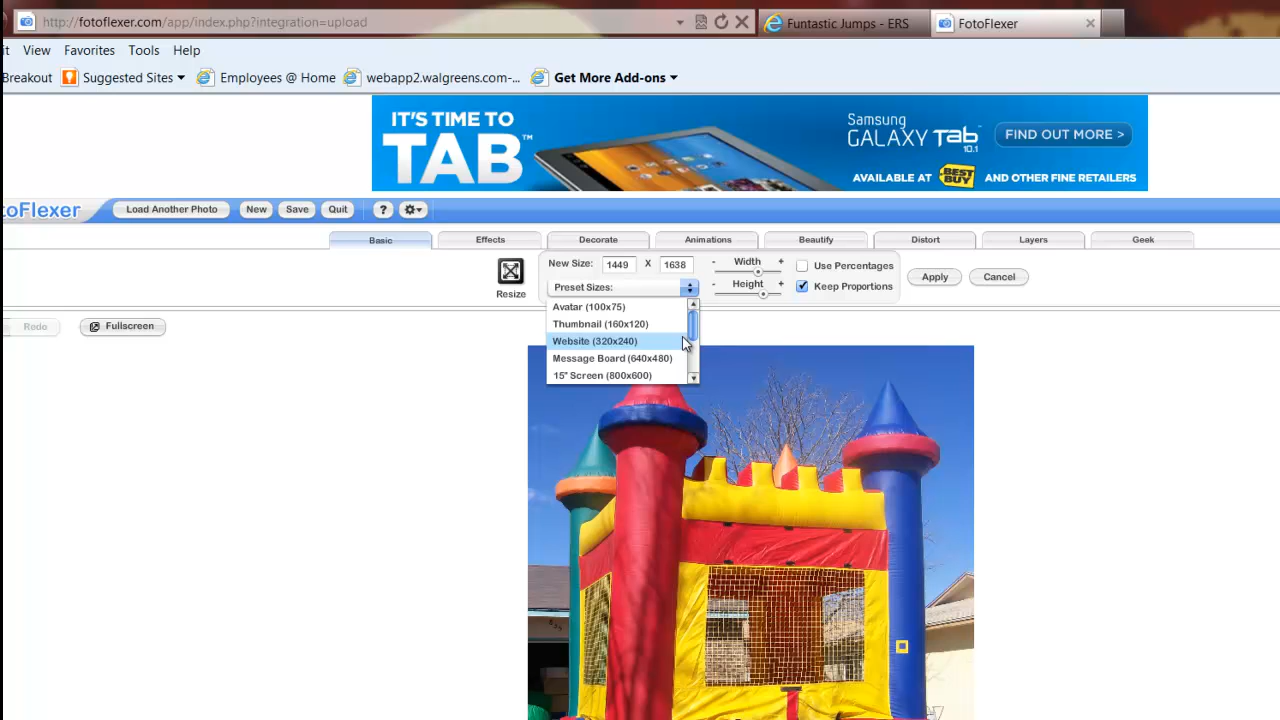 http://fotoflexer.com/app/index.php?integration=upload
Funtastic Jumps - ERS
FotoFlexer
it View Favorites Tools Help
Breakout
Suggested Sites
Employees @ Home
webapp2.walgreens.com-...
Get More Add-ons
IT'S TIME TO
TAB™
Samsung
GALAXY Tab 10.1
FIND OUT MORE >
AVAILABLE AT BEST BUY AND OTHER FINE RETAILERS
toFlexer
Load Another Photo
New
Save
Quit
?
Basic
Effects
Decorate
Animations
Beautify
Distort
Layers
Geek
Resize
New Size: 1449 X 1638
- Width +
Use Percentages
Preset Sizes:
- Height +
Keep Proportions
Apply
Cancel
Avatar (100x75)
Thumbnail (160x120)
Website (320x240)
Message Board (640x480)
15" Screen (800x600)
Redo
Fullscreen